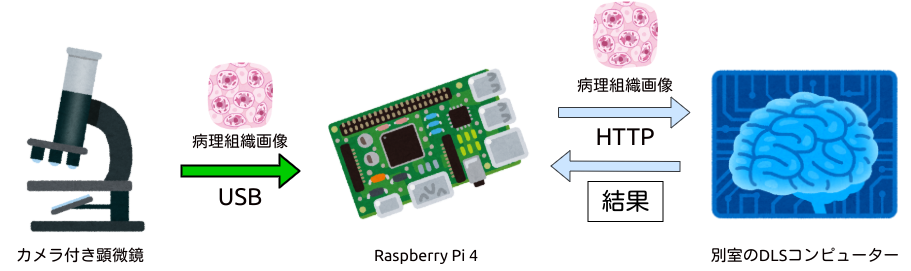 病理組織画像
USB
病理組織画像
HTTP
結果
カメラ付き顕微鏡
Raspberry Pi 4
別室のDLSコンピューター